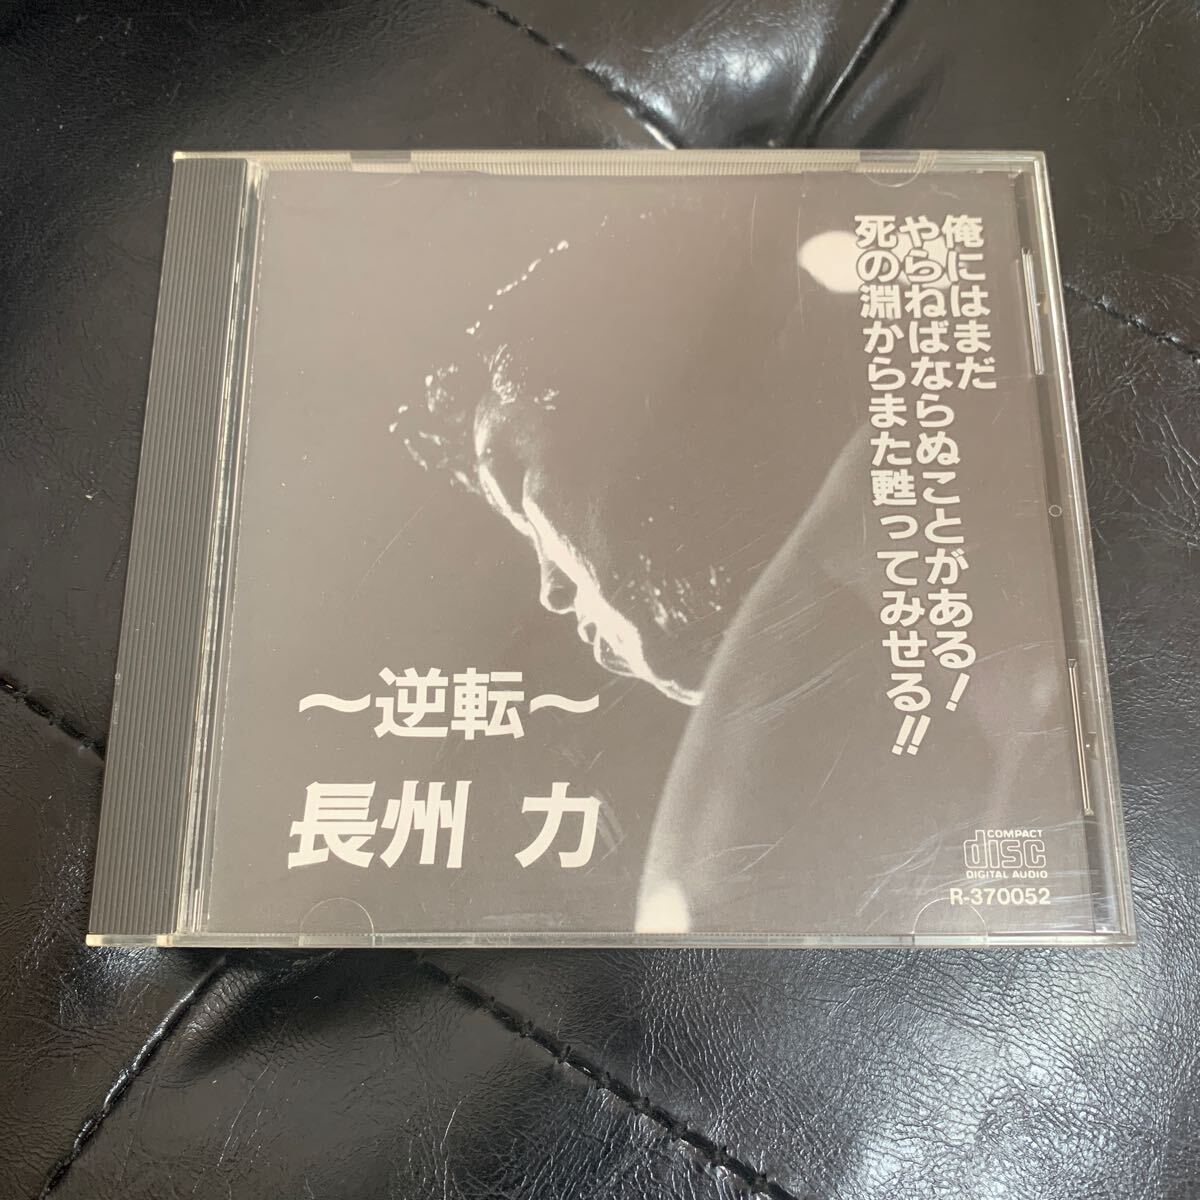 俺にはまだ
やらねばならぬことがある!
死の淵からまた甦ってみせる!!
〜逆転〜
長州 力
COMPACT
disc
DIGITAL AUDIO
R-370052